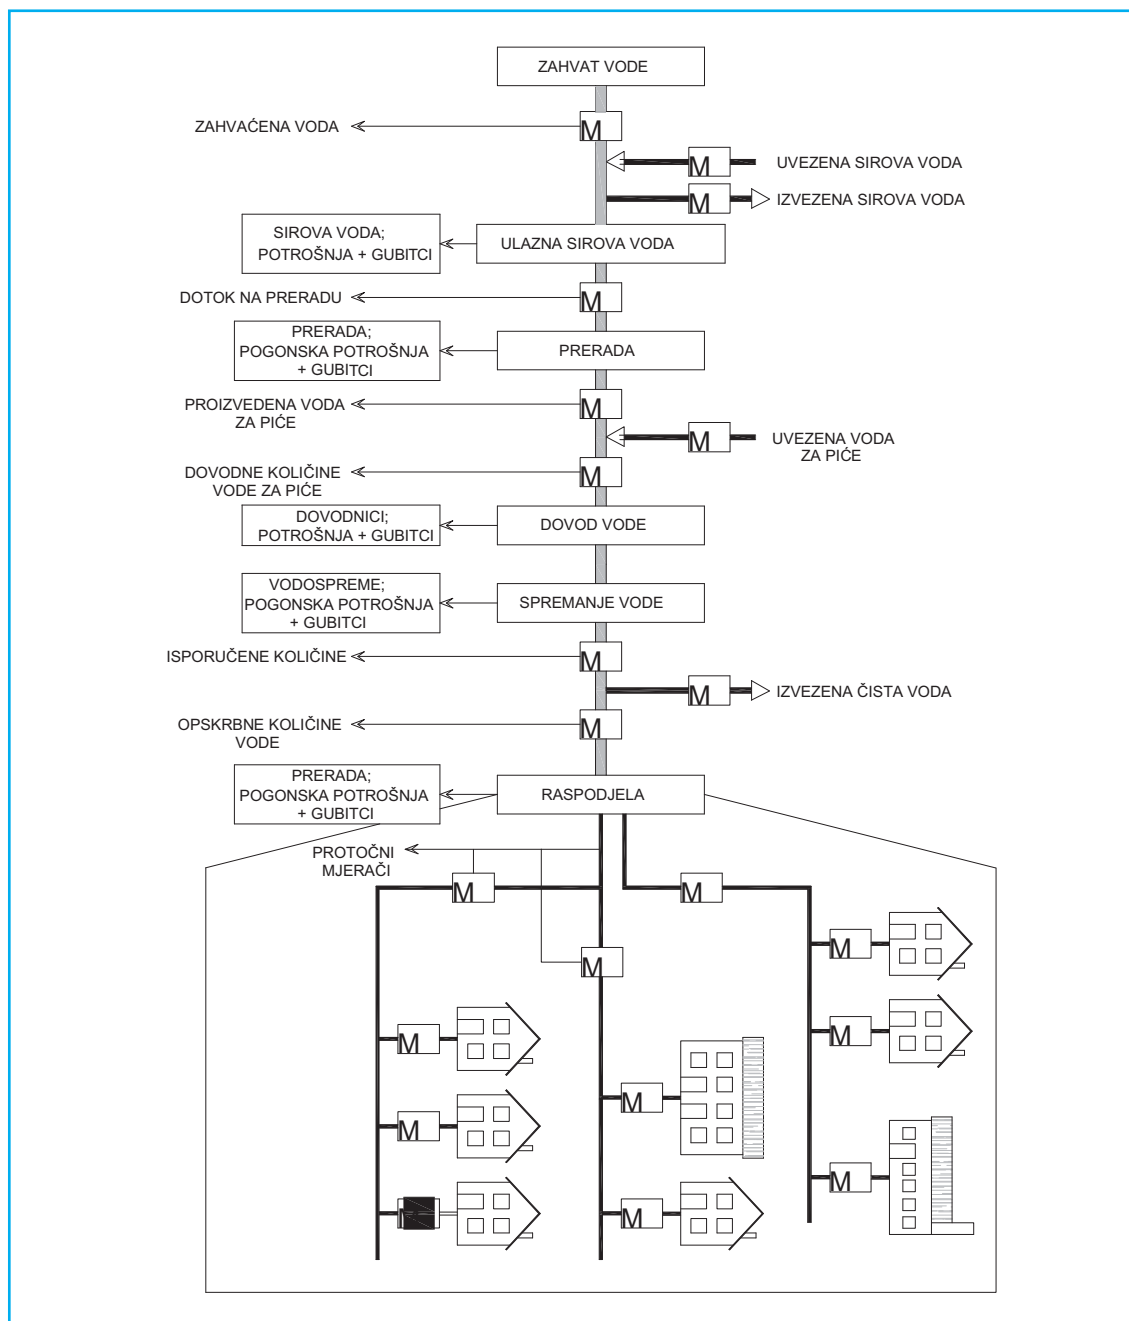 ZAHVAT VODE
ZAHVAĆENA VODA
M
M
UVEZENA SIROVA VODA
M
IZVEZENA SIROVA VODA
SIROVA VODA;
POTROŠNJA + GUBITCI
ULAZNA SIROVA VODA
DOTOK NA PRERADU
M
PRERADA;
POGONSKA POTROŠNJA
+ GUBITCI
PRERADA
PROIZVEDENA VODA
ZA PIĆE
M
M
UVEZENA VODA
ZA PIĆE
DOVODNE KOLIČINE
VODE ZA PIĆE
M
DOVODNICI;
POTROŠNJA + GUBITCI
DOVOD VODE
VODOSPREME;
POGONSKA POTROŠNJA
+ GUBITCI
SPREMANJE VODE
ISPORUČENE KOLIČINE
M
M
IZVEZENA ČISTA VODA
OPSKRBNE KOLIČINE
VODE
M
PRERADA;
POGONSKA POTROŠNJA
+ GUBITCI
RASPODJELA
PROTOČNI
MJERAČI
M
M
M
M
M
M
M
M
M
M
M